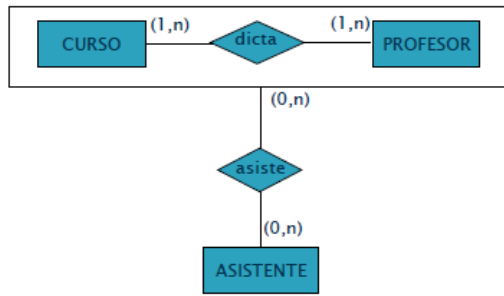 (1,n)
(1,n)
CURSO
dicta
PROFESOR
(0,n)
asiste
(0,n)
ASISTENTE